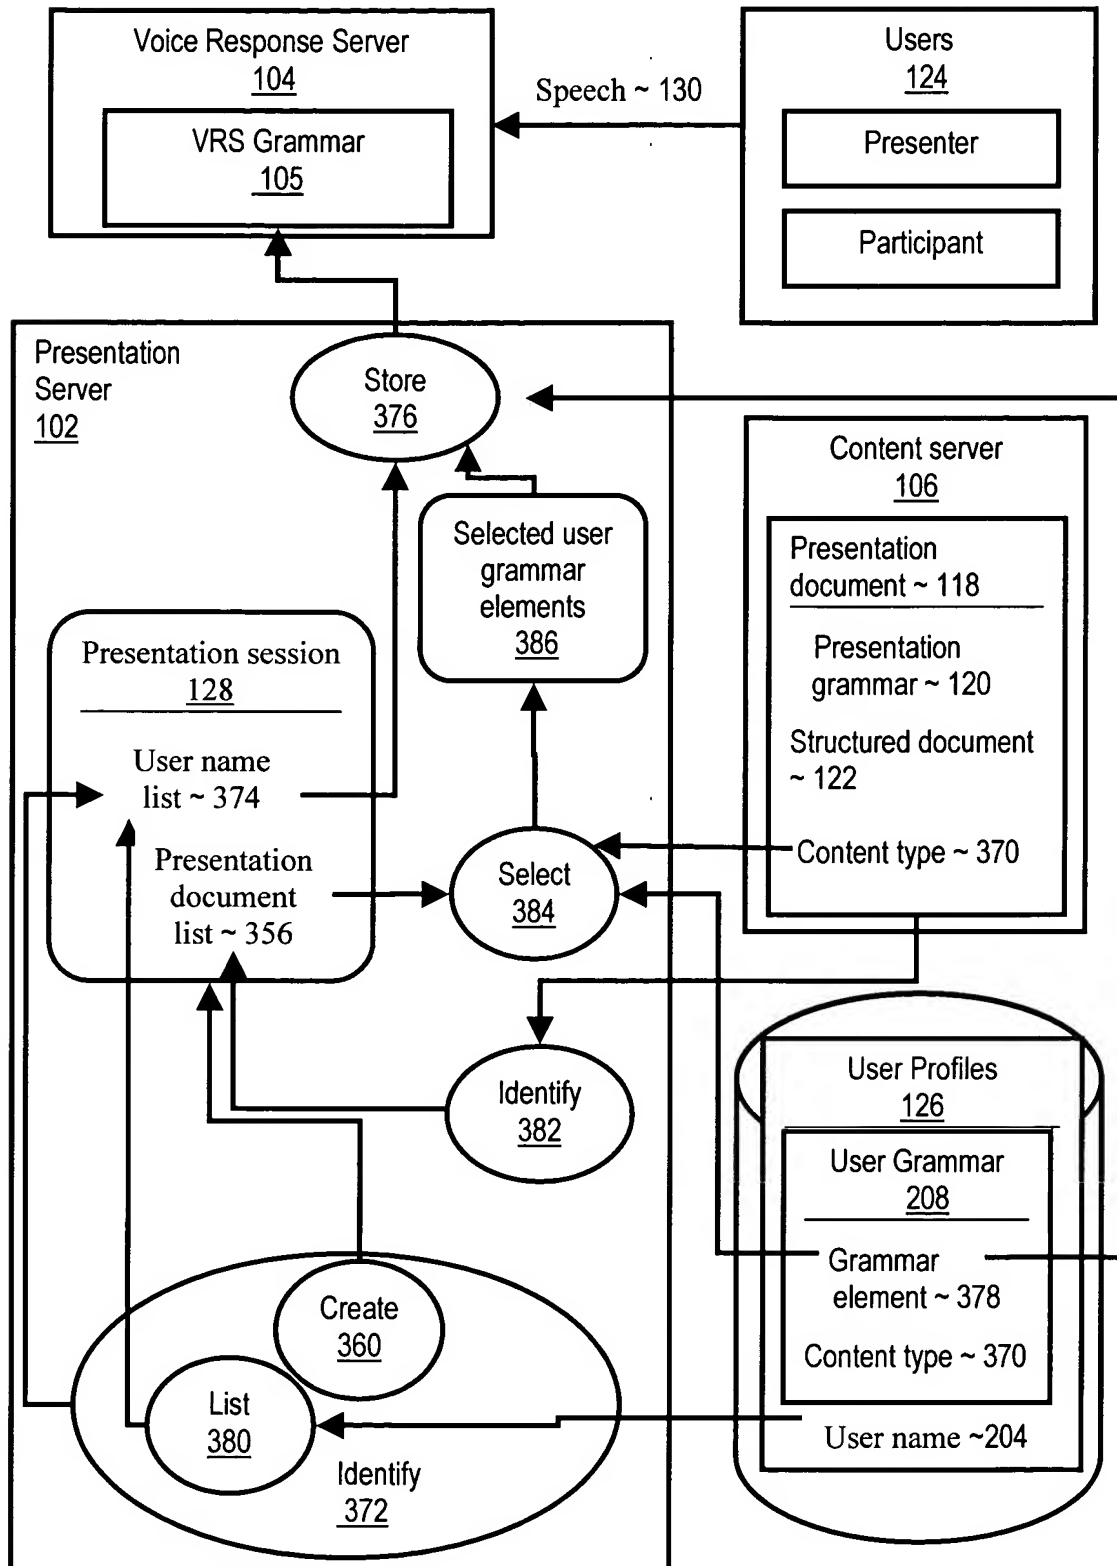 Voice Response Server
104
VRS Grammar
105
Speech ~ 130
Users
124
Presenter
Participant
Presentation
Server
102
Store
376
Selected user
grammar
elements
386
Content server
106
Presentation
document ~ 118
Presentation
grammar ~ 120
Structured document
~ 122
Content type ~ 370
Presentation session
128
User name
list ~ 374
Presentation
document
list ~ 356
Select
384
Identify
382
User Profiles
126
User Grammar
208
Grammar
element ~ 378
Content type ~ 370
User name ~204
Create
360
List
380
Identify
372